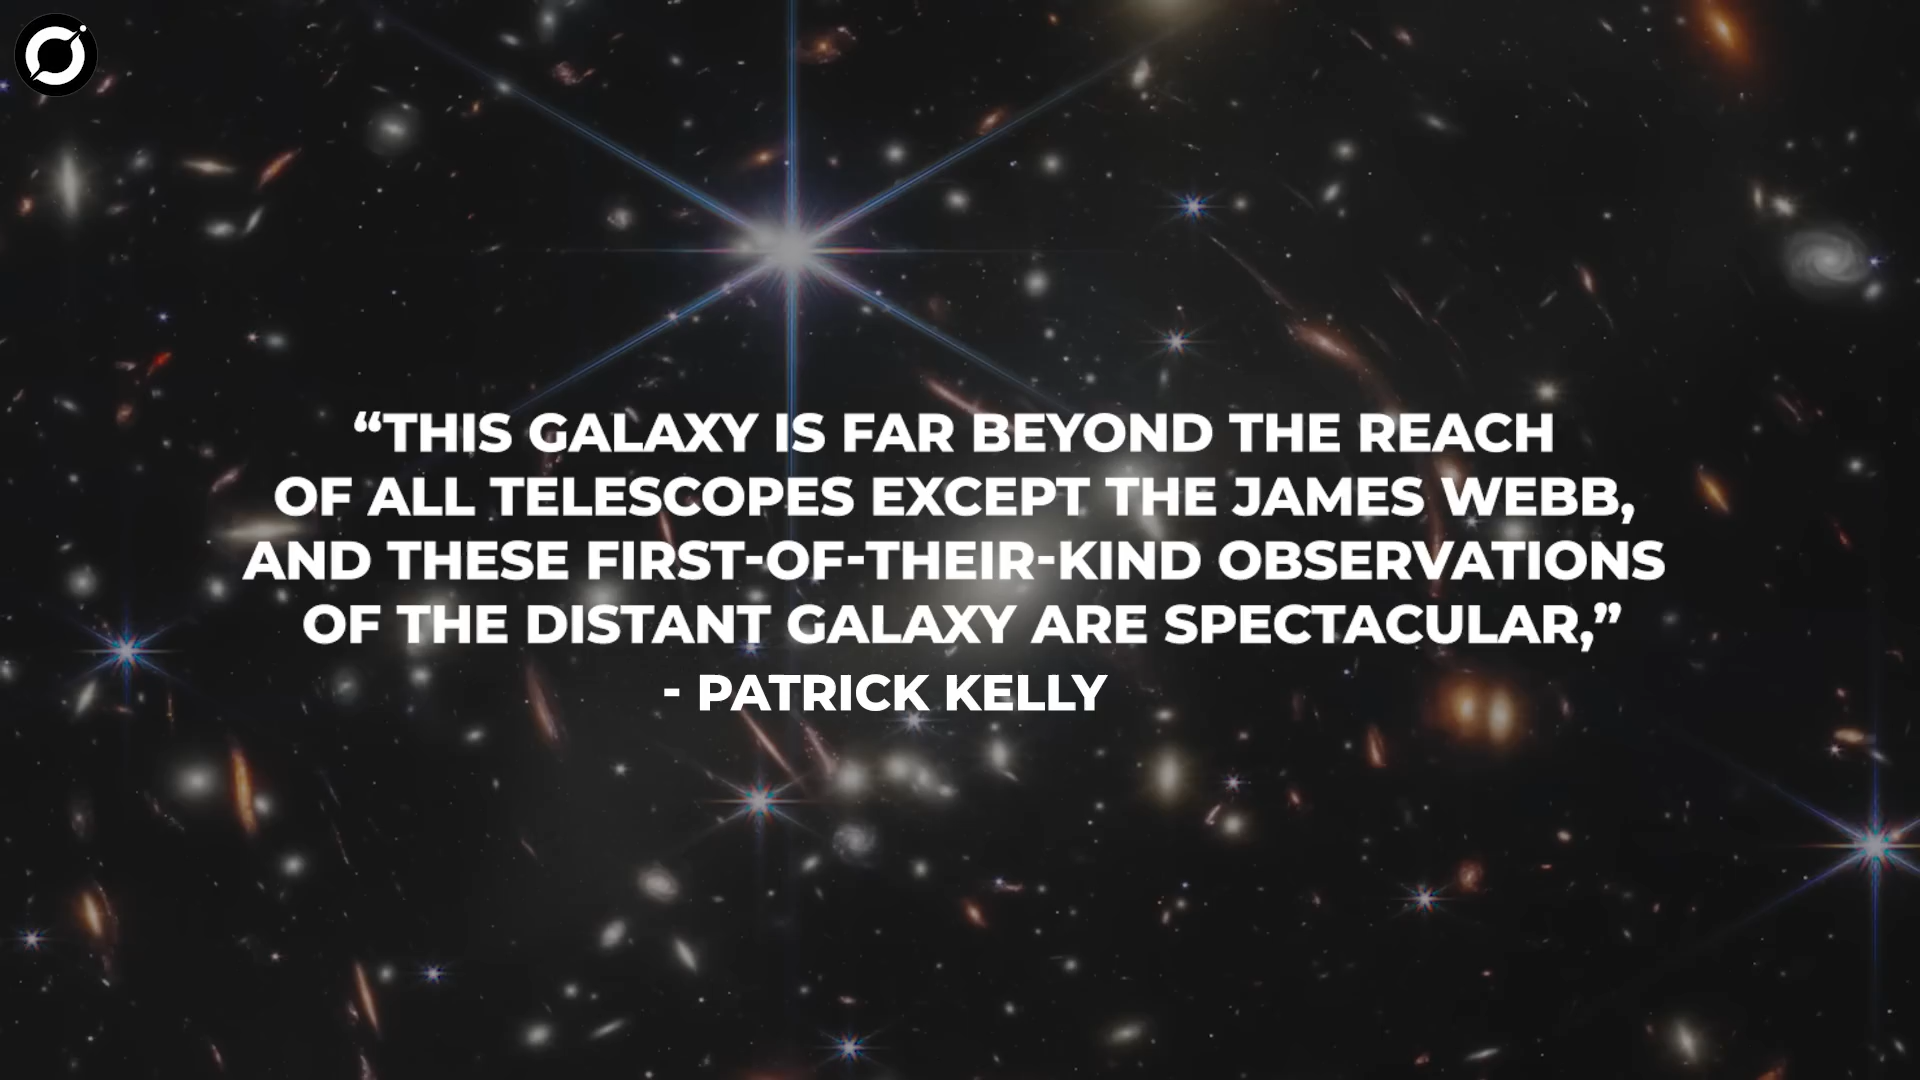 “THIS GALAXY IS FAR BEYOND THE REACH
OF ALL TELESCOPES EXCEPT THE JAMES WEBB,
AND THESE FIRST-OF-THEIR-KIND OBSERVATIONS
OF THE DISTANT GALAXY ARE SPECTACULAR,”
- PATRICK KELLY